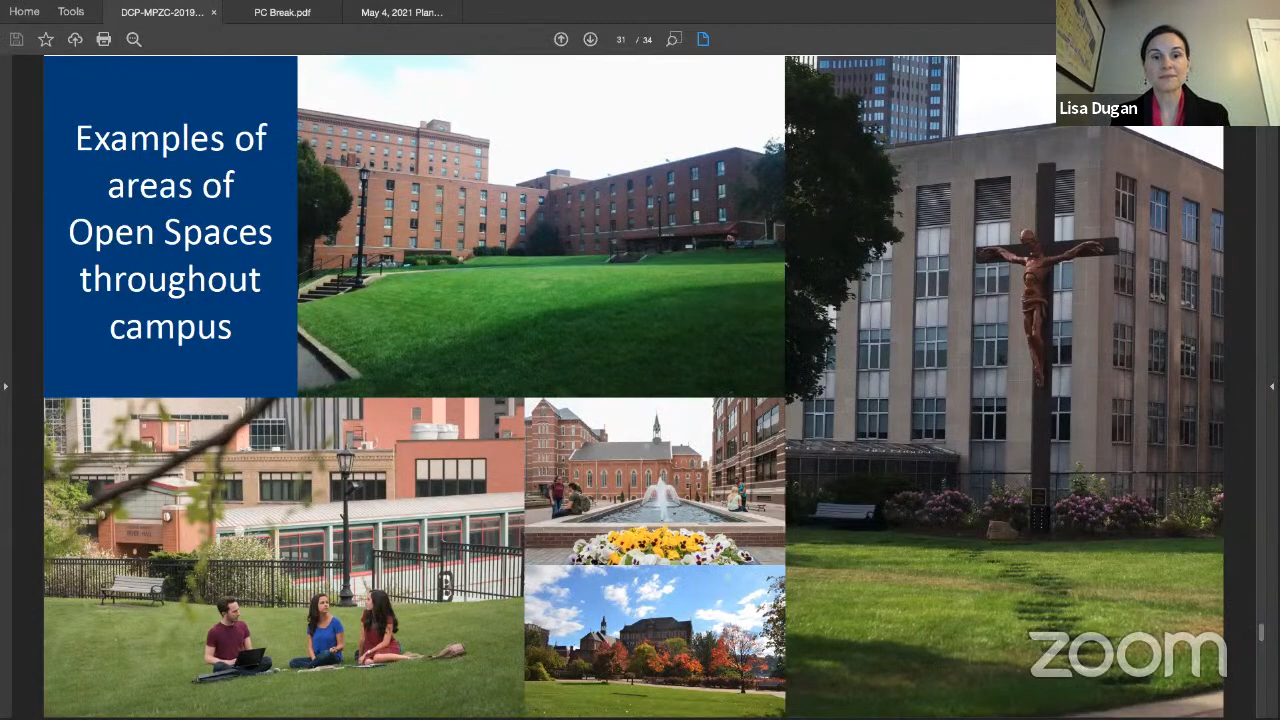 Home
Tools
DCP-MPZC-2019...
×
PC Break.pdf
May 4, 2021 Plan...
31 / 34
Lisa Dugan
Examples of
areas of
Open Spaces
throughout
campus
zoom